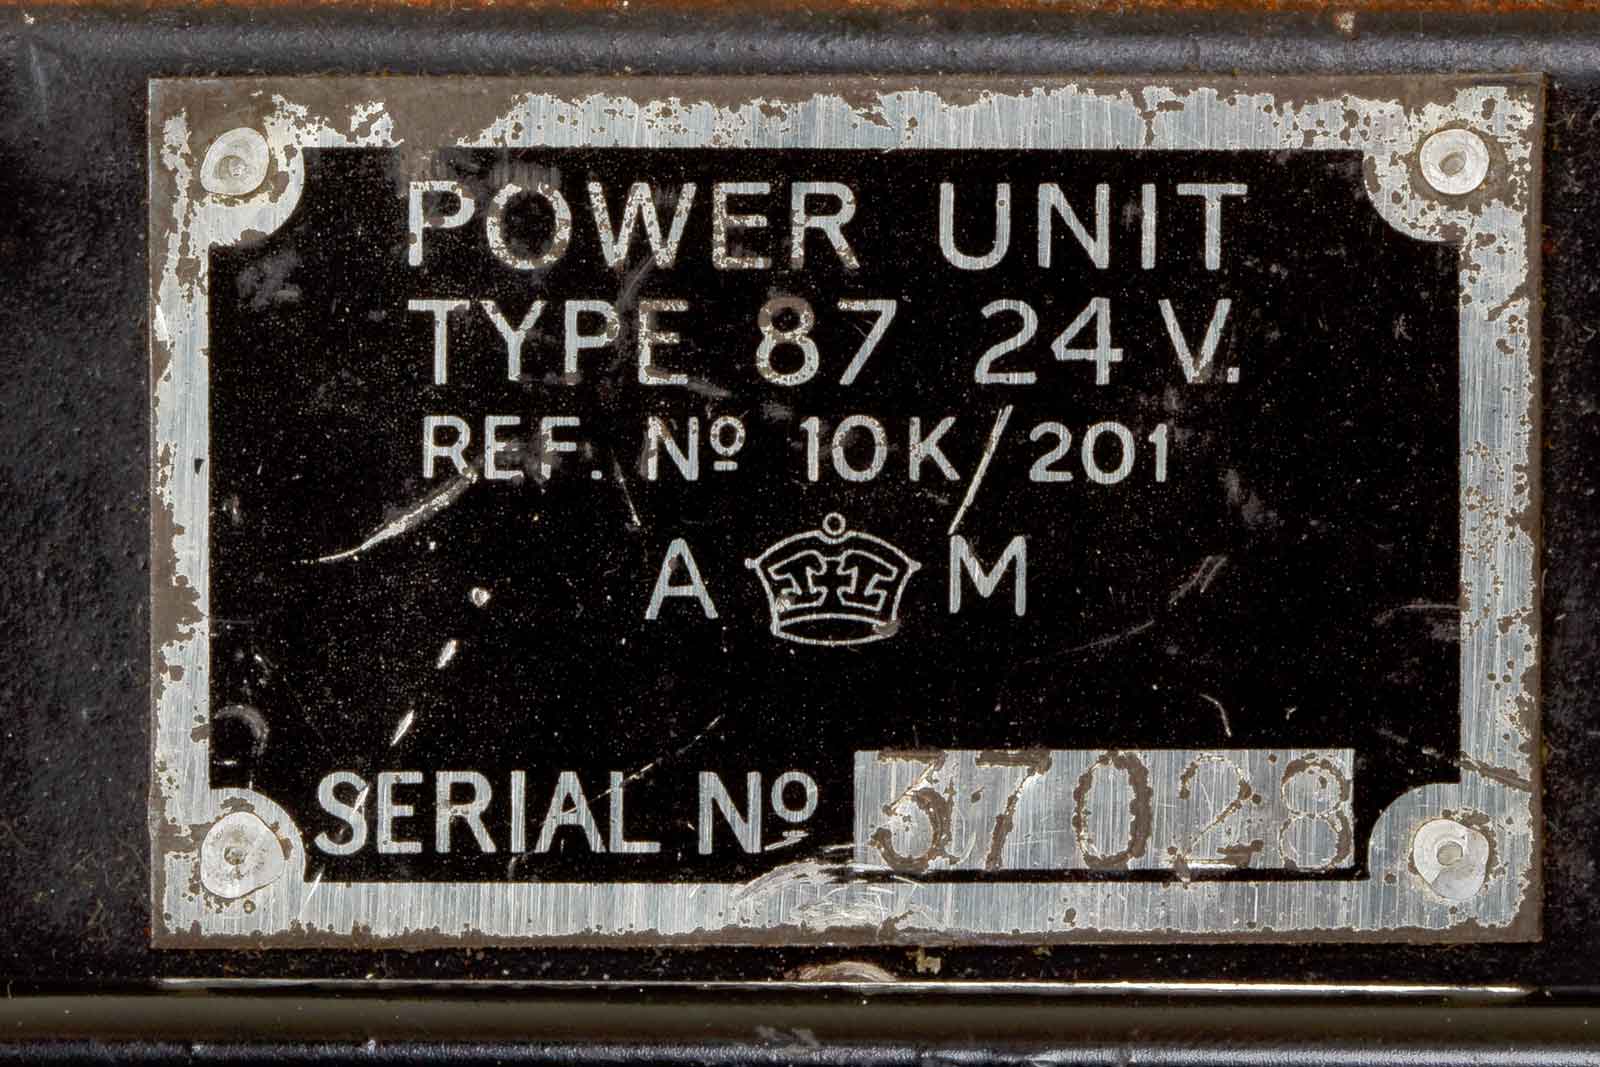 POWER UNIT
TYPE 87 24 V.
REF. Nº 10K/201
A M
SERIAL Nº 37028